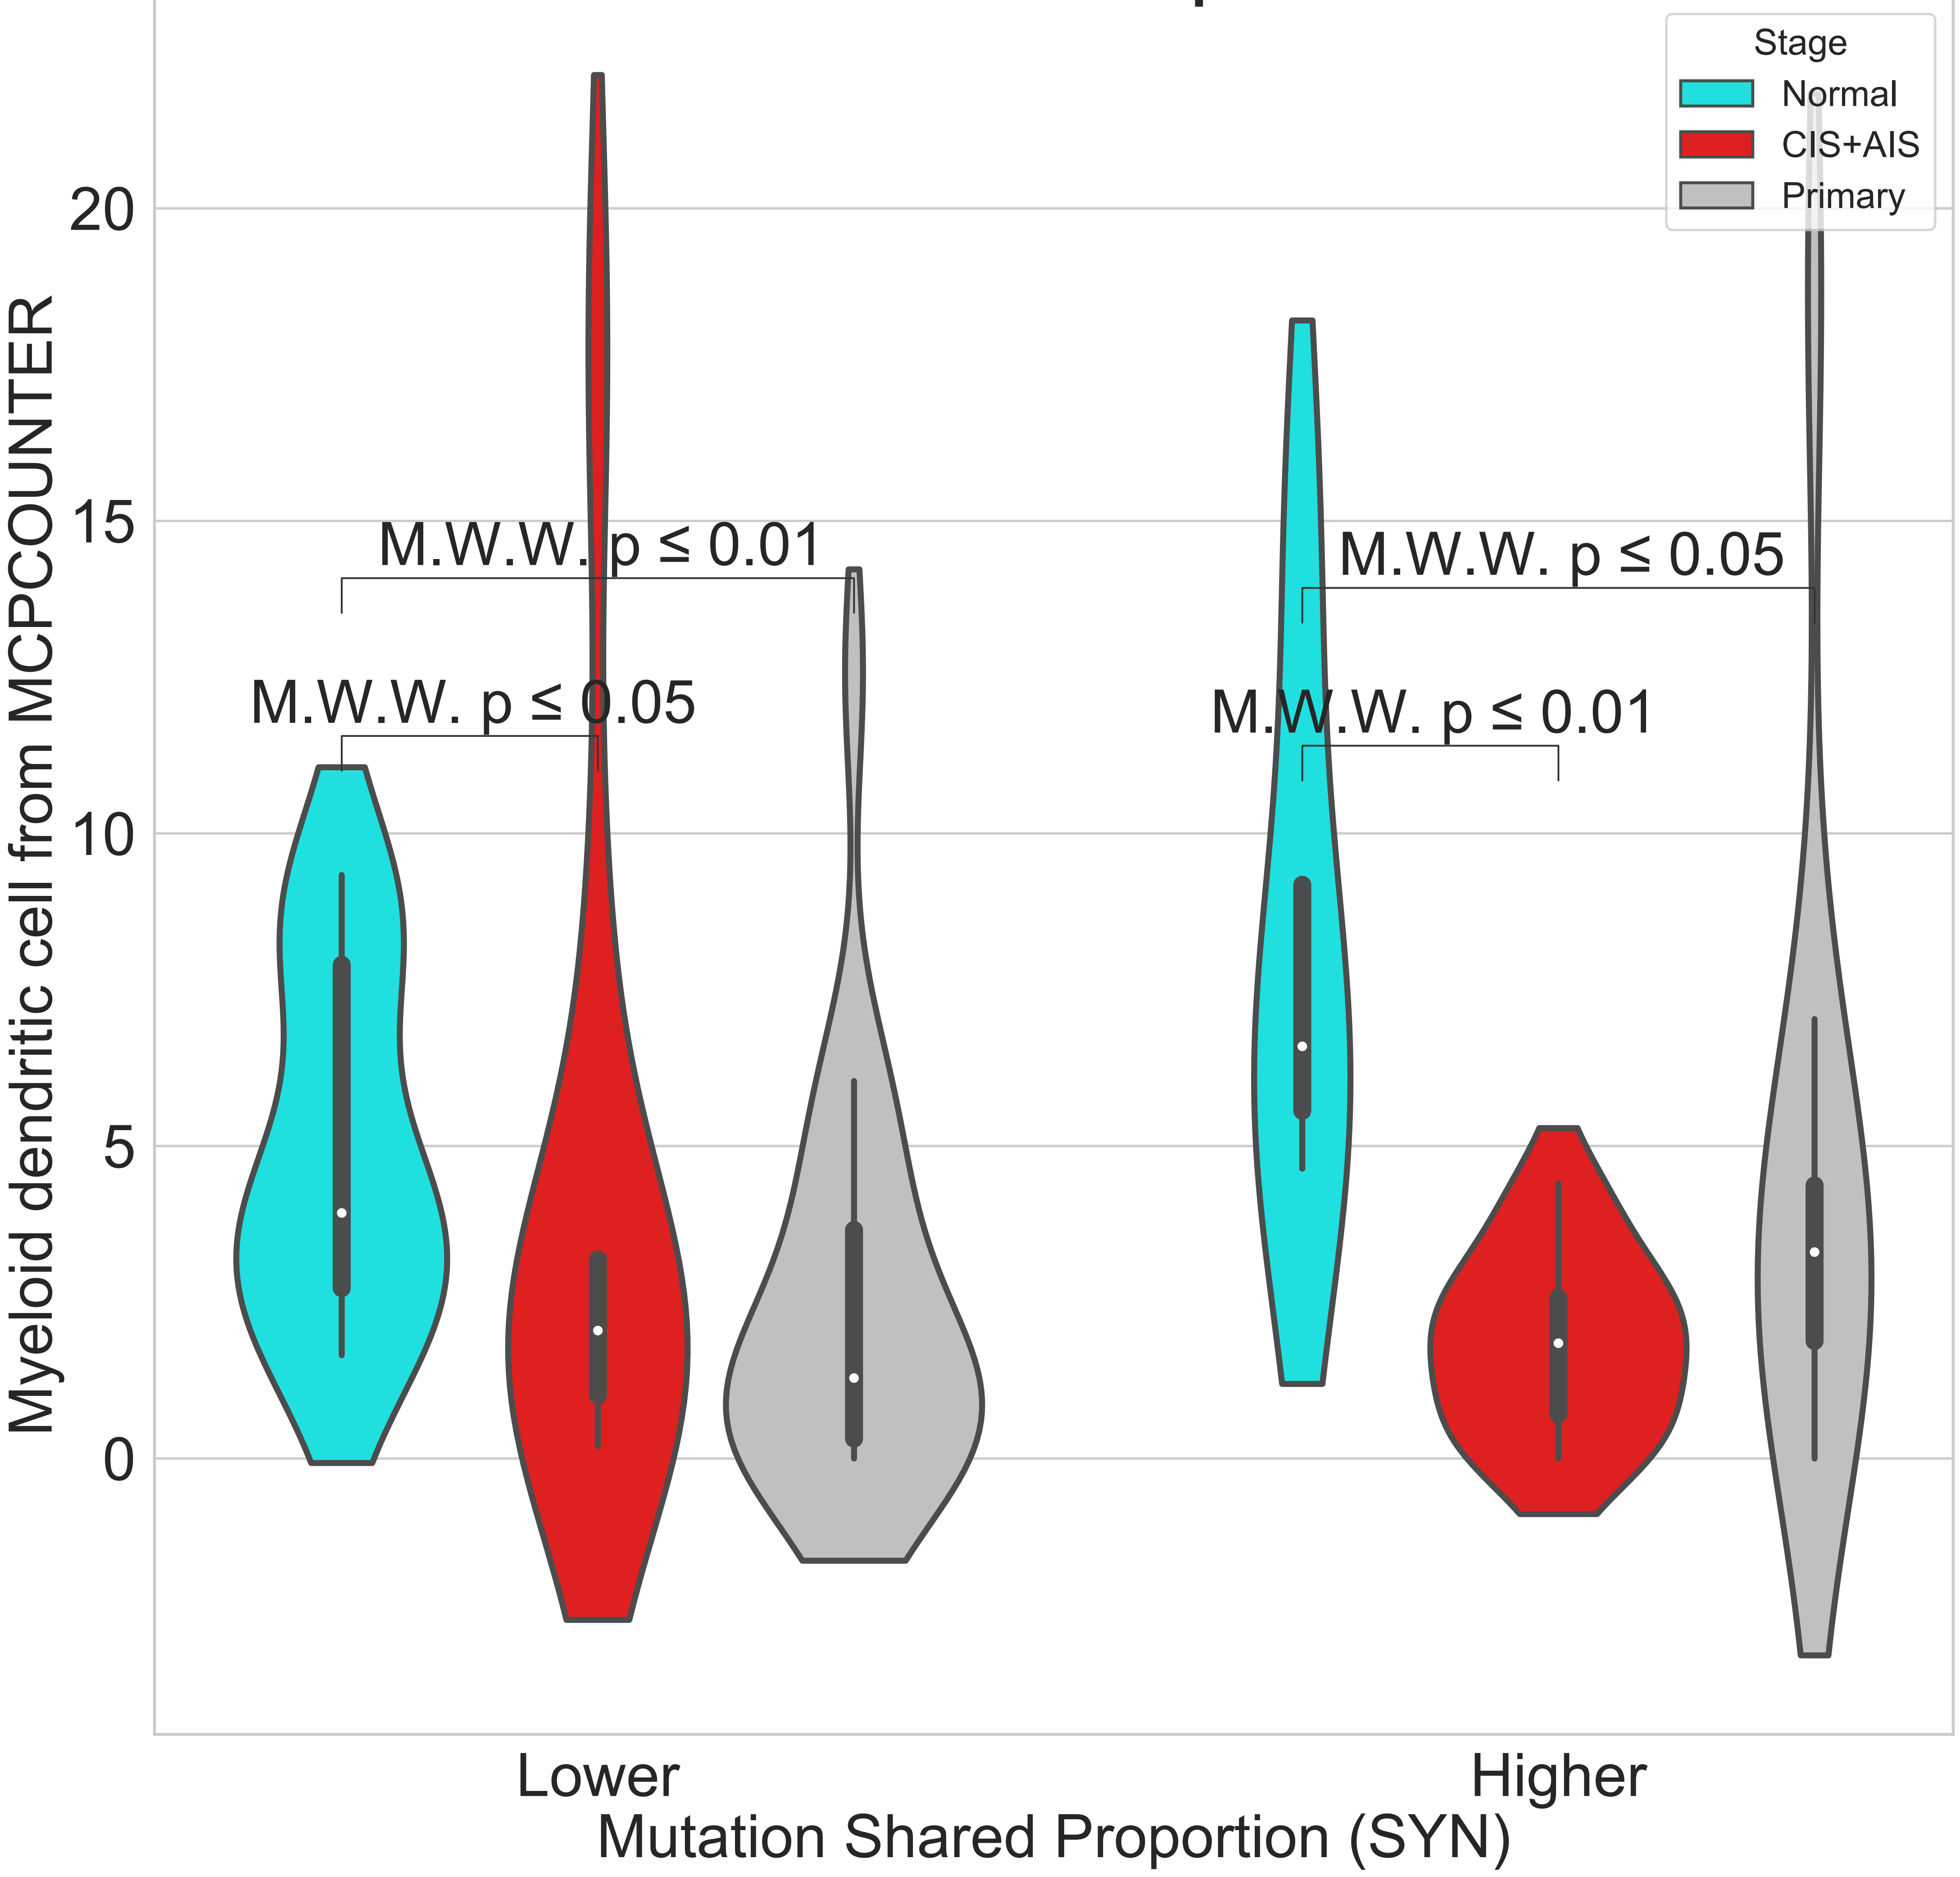 Stage
Normal
CIS+AIS
Primary
Myeloid dendritic cell from MCPCOUNTER
20
15
10
5
0
M.W.W. p ≤ 0.01
M.W.W. p ≤ 0.05
M.W.W. p ≤ 0.05
M.W.W. p ≤ 0.01
Lower
Higher
Mutation Shared Proportion (SYN)